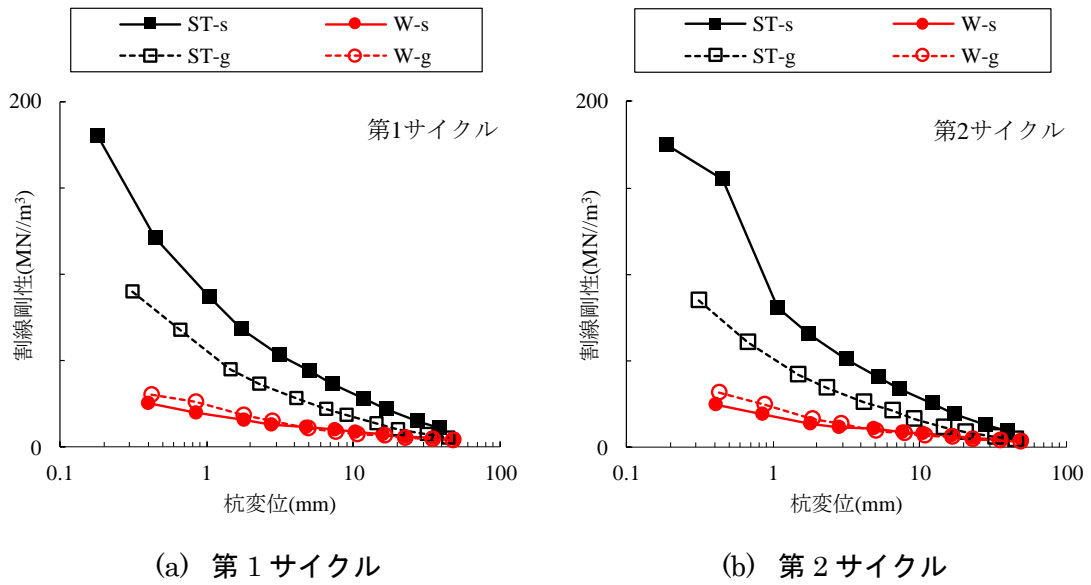 ST-s W-s
ST-g W-g
200
第1サイクル
割線剛性(MN//m³)
0
0.1 1 10 100
杭変位(mm)
(a) 第 1 サイクル
ST-s W-s
ST-g W-g
200
第2サイクル
割線剛性(MN//m³)
0
0.1 1 10 100
杭変位(mm)
(b) 第 2 サイクル